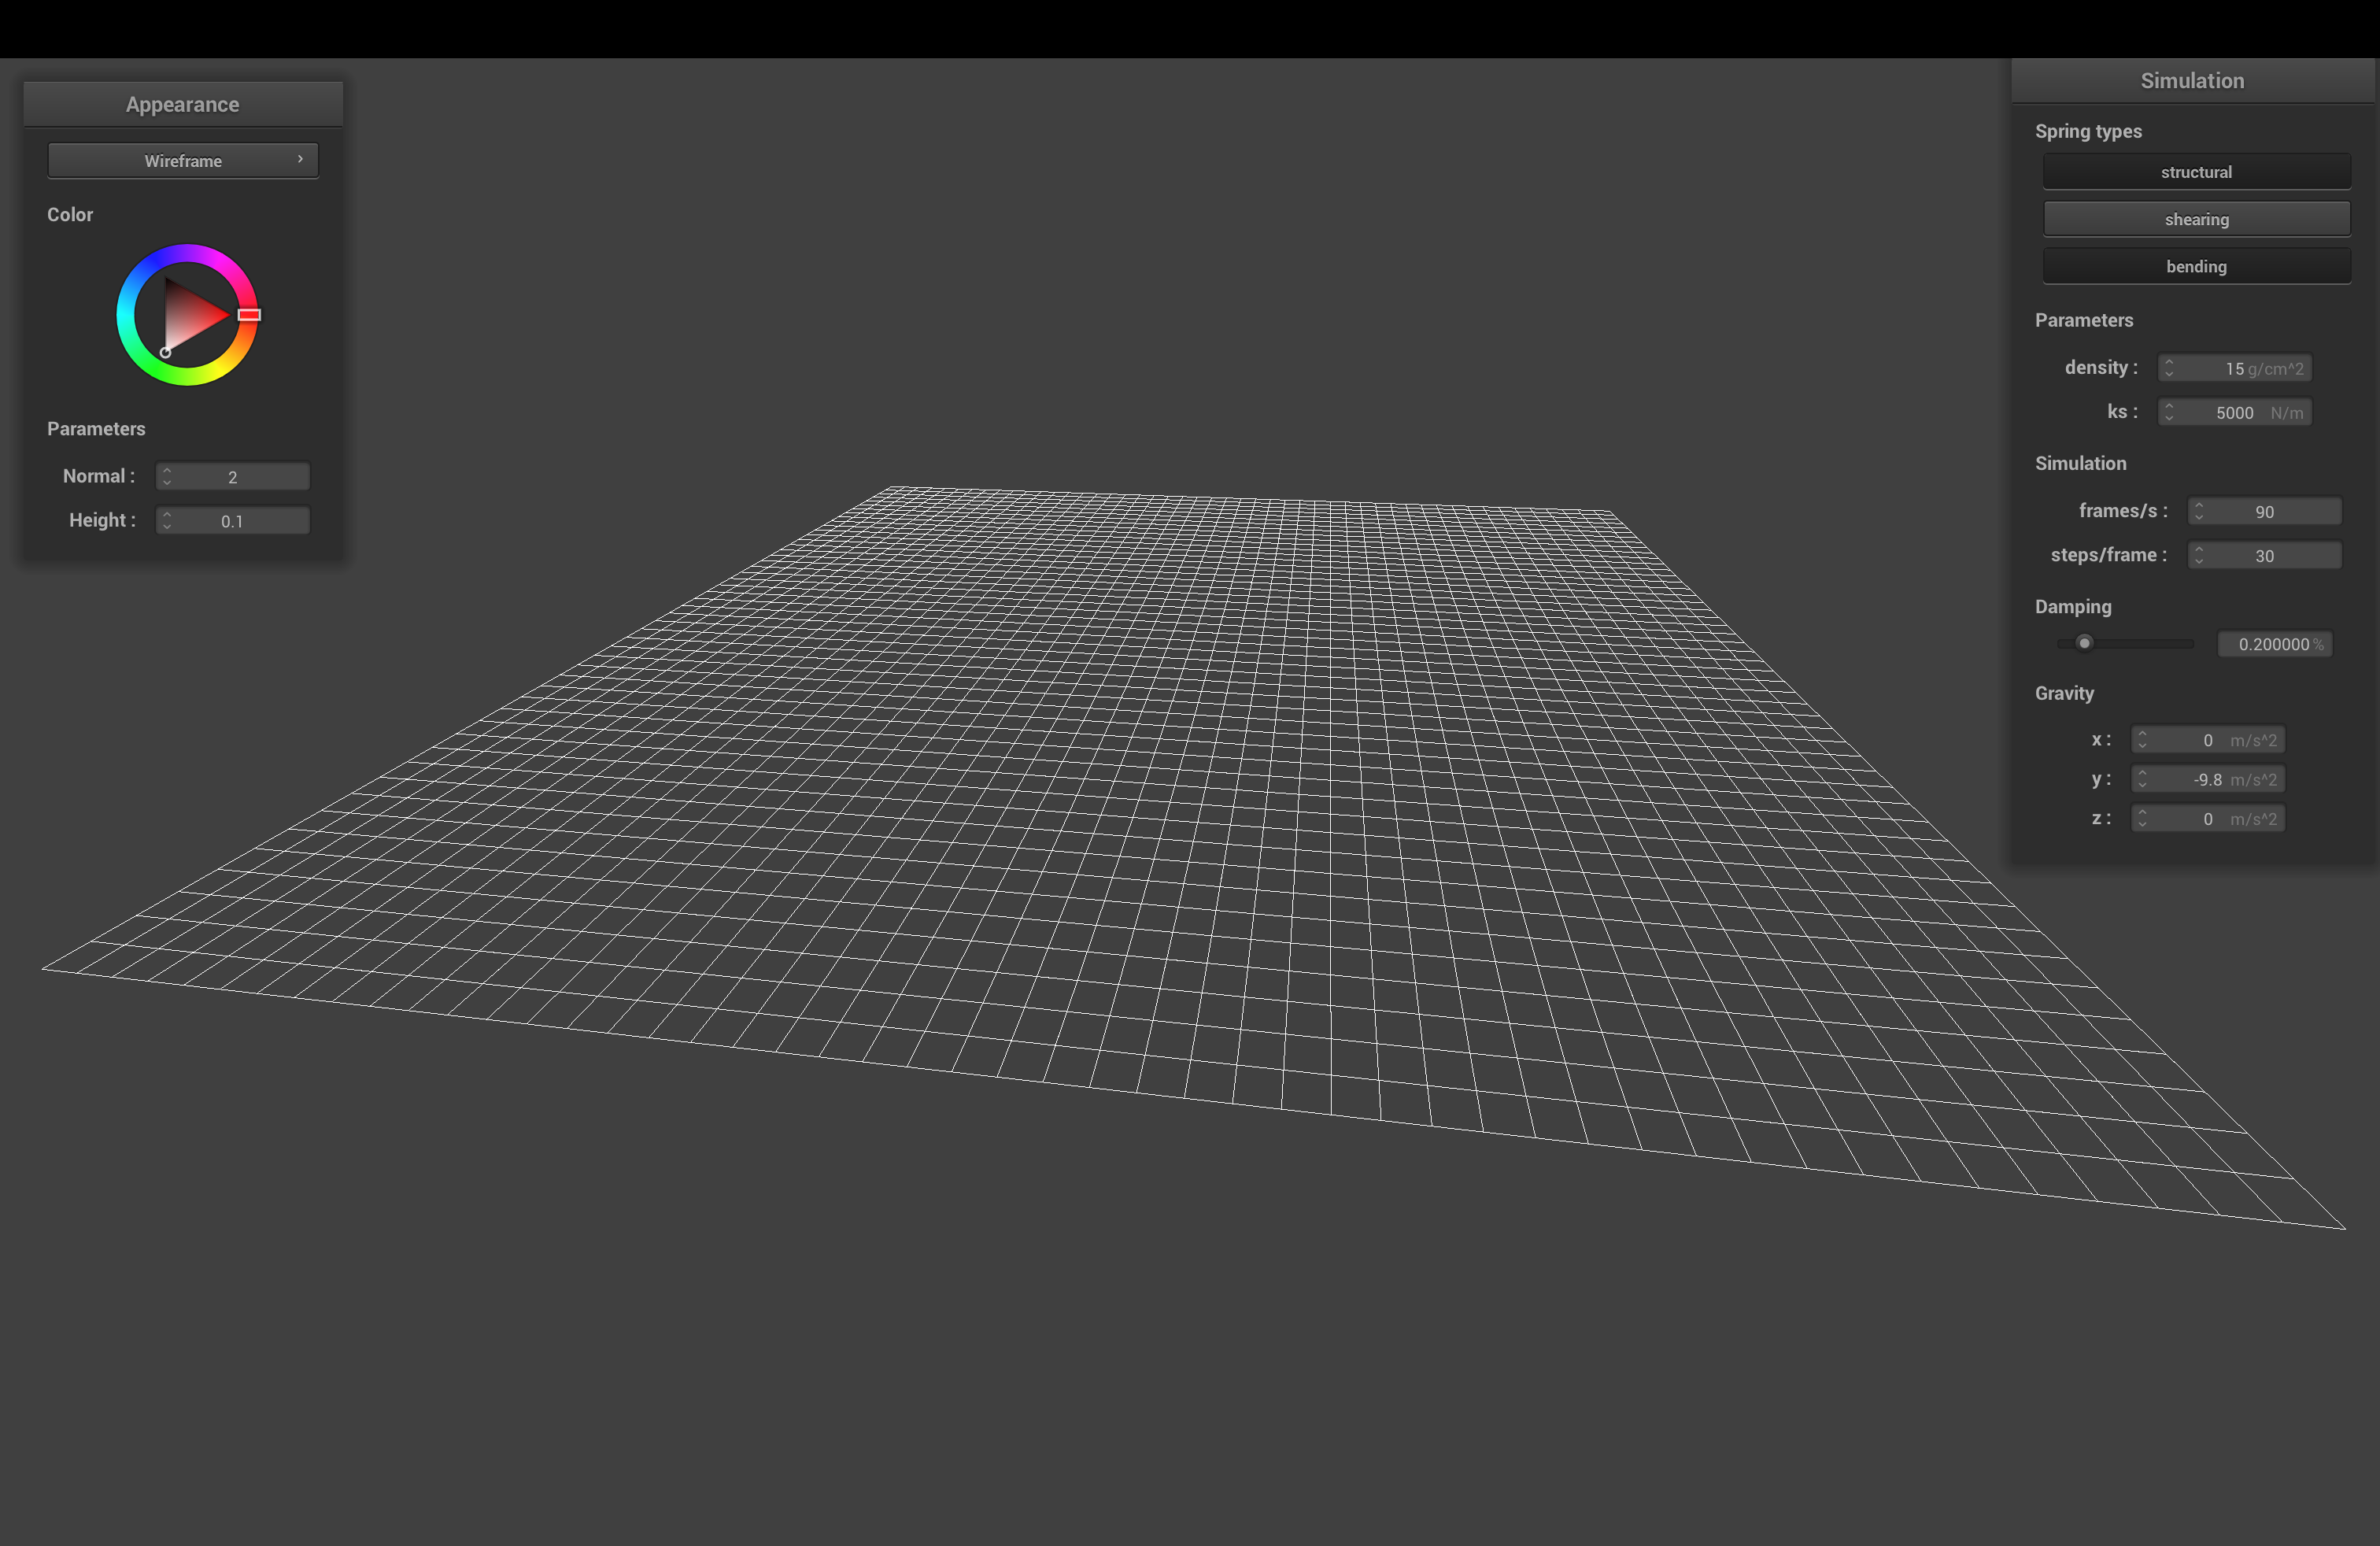 Appearance
Wireframe
Color
Parameters
Normal : 2
Height : 0.1
Simulation
Spring types
structural
shearing
bending
Parameters
density : 15 g/cm^2
ks : 5000 N/m
Simulation
frames/s : 90
steps/frame : 30
Damping
0.200000 %
Gravity
x : 0 m/s^2
y : -9.8 m/s^2
z : 0 m/s^2